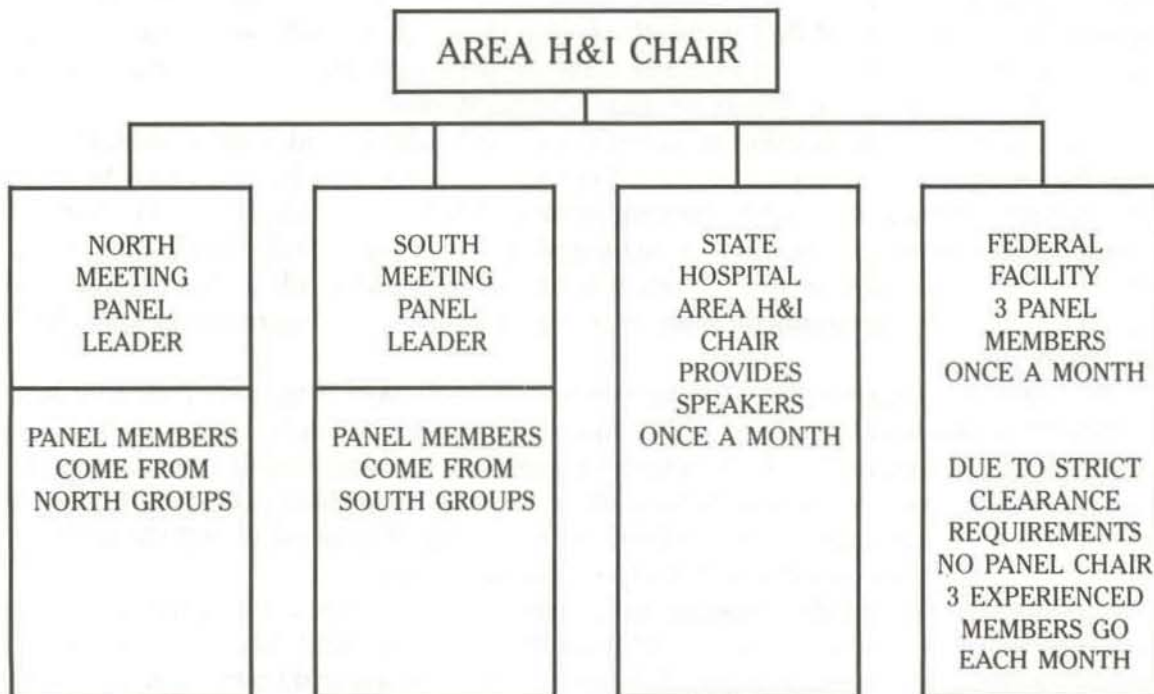 AREA H&I CHAIR
NORTH
MEETING
PANEL
LEADER
PANEL MEMBERS
COME FROM
NORTH GROUPS
SOUTH
MEETING
PANEL
LEADER
PANEL MEMBERS
COME FROM
SOUTH GROUPS
STATE
HOSPITAL
AREA H&I
CHAIR
PROVIDES
SPEAKERS
ONCE A MONTH
FEDERAL
FACILITY
3 PANEL
MEMBERS
ONCE A MONTH
DUE TO STRICT
CLEARANCE
REQUIREMENTS
NO PANEL CHAIR
3 EXPERIENCED
MEMBERS GO
EACH MONTH